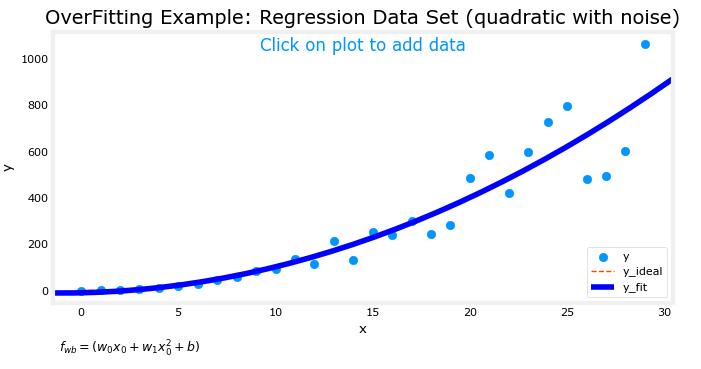 OverFitting Example: Regression Data Set (quadratic with noise)
Click on plot to add data
1000
800
600
400
200
0
y
0 5 10 15 20 25 30
x
y
y_ideal
y_fit
f_{wb} = (w_0x_0 + w_1x_0^2 + b)